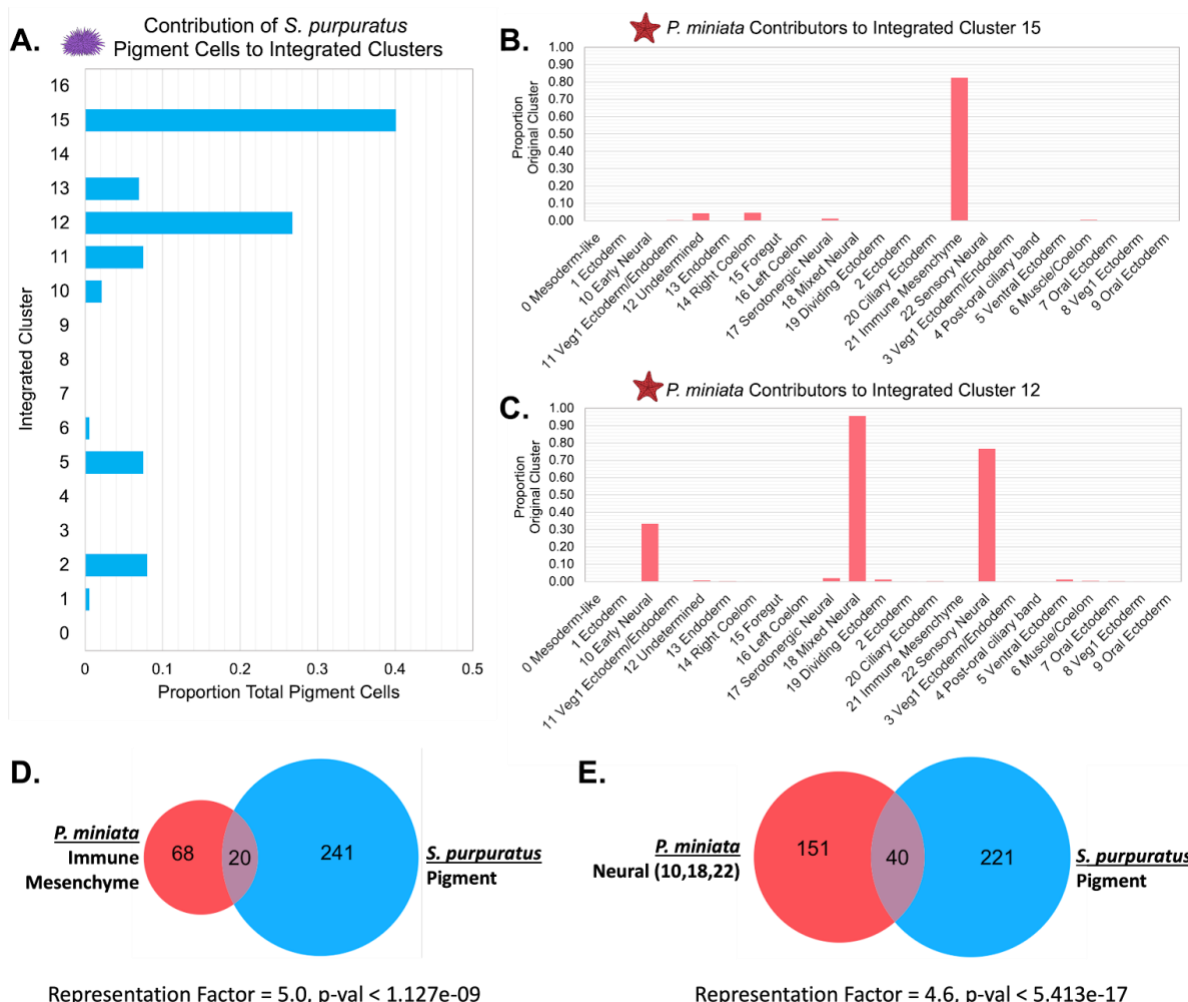 A.
Contribution of S. purpuratus
Pigment Cells to Integrated Clusters
Integrated Cluster
16
15
14
13
12
11
10
9
8
7
6
5
4
3
2
1
0
0
0.1
0.2
0.3
0.4
0.5
Proportion Total Pigment Cells
B.
P. miniata Contributors to Integrated Cluster 15
Proportion
Original Cluster
1.00
0.90
0.80
0.70
0.60
0.50
0.40
0.30
0.20
0.10
0.00
0 Mesoderm-like
1 Ectoderm
10 Early Neural
11 Veg1 Ectoderm/Endoderm
12 Undetermined
13 Endoderm
14 Right Coelom
15 Foregut
16 Left Coelom
17 Serotonergic Neural
18 Mixed Neural
19 Dividing Ectoderm
2 Ectoderm
20 Ciliary Ectoderm
21 Immune Mesenchyme
22 Sensory Neural
3 Veg1 Ectoderm/Endoderm
4 Post-oral ciliary band
5 Ventral Ectoderm
6 Muscle/Coelom
7 Oral Ectoderm
8 Veg1 Ectoderm
9 Oral Ectoderm
C.
P. miniata Contributors to Integrated Cluster 12
Proportion
Original Cluster
1.00
0.90
0.80
0.70
0.60
0.50
0.40
0.30
0.20
0.10
0.00
0 Mesoderm-like
1 Ectoderm
10 Early Neural
11 Veg1 Ectoderm/Endoderm
12 Undetermined
13 Endoderm
14 Right Coelom
15 Foregut
16 Left Coelom
17 Serotonergic Neural
18 Mixed Neural
19 Dividing Ectoderm
2 Ectoderm
20 Ciliary Ectoderm
21 Immune Mesenchyme
22 Sensory Neural
3 Veg1 Ectoderm/Endoderm
4 Post-oral ciliary band
5 Ventral Ectoderm
6 Muscle/Coelom
7 Oral Ectoderm
8 Veg1 Ectoderm
9 Oral Ectoderm
D.
P. miniata
Immune
Mesenchyme
68
20
241
S. purpuratus
Pigment
Representation Factor = 5.0, p-val < 1.127e-09
E.
P. miniata
Neural (10,18,22)
151
40
221
S. purpuratus
Pigment
Representation Factor = 4.6, p-val < 5.413e-17